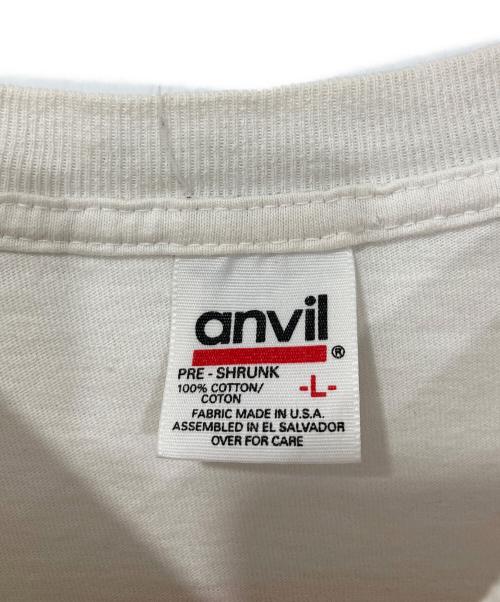 anvil
®
PRE - SHRUNK
100% COTTON/
COTON
-L-
FABRIC MADE IN U.S.A.
ASSEMBLED IN EL SALVADOR
OVER FOR CARE